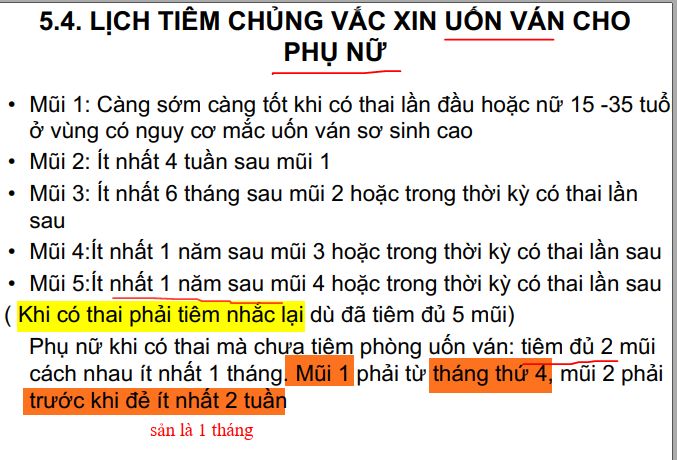 5.4. LỊCH TIÊM CHỦNG VẮC XIN UỐN VÁN CHO
PHỤ NỮ
• Mũi 1: Càng sớm càng tốt khi có thai lần đầu hoặc nữ 15 -35 tuổ
ở vùng có nguy cơ mắc uốn ván sơ sinh cao
• Mũi 2: Ít nhất 4 tuần sau mũi 1
• Mũi 3: Ít nhất 6 tháng sau mũi 2 hoặc trong thời kỳ có thai lần
sau
• Mũi 4:Ít nhất 1 năm sau mũi 3 hoặc trong thời kỳ có thai lần sau
• Mũi 5:Ít nhất 1 năm sau mũi 4 hoặc trong thời kỳ có thai lần sau
( Khi có thai phải tiêm nhắc lại dù đã tiêm đủ 5 mũi)
Phụ nữ khi có thai mà chưa tiêm phòng uốn ván: tiêm đủ 2 mũi
cách nhau ít nhất 1 tháng. Mũi 1 phải từ tháng thứ 4, mũi 2 phải
trước khi đẻ ít nhất 2 tuần
sản là 1 tháng